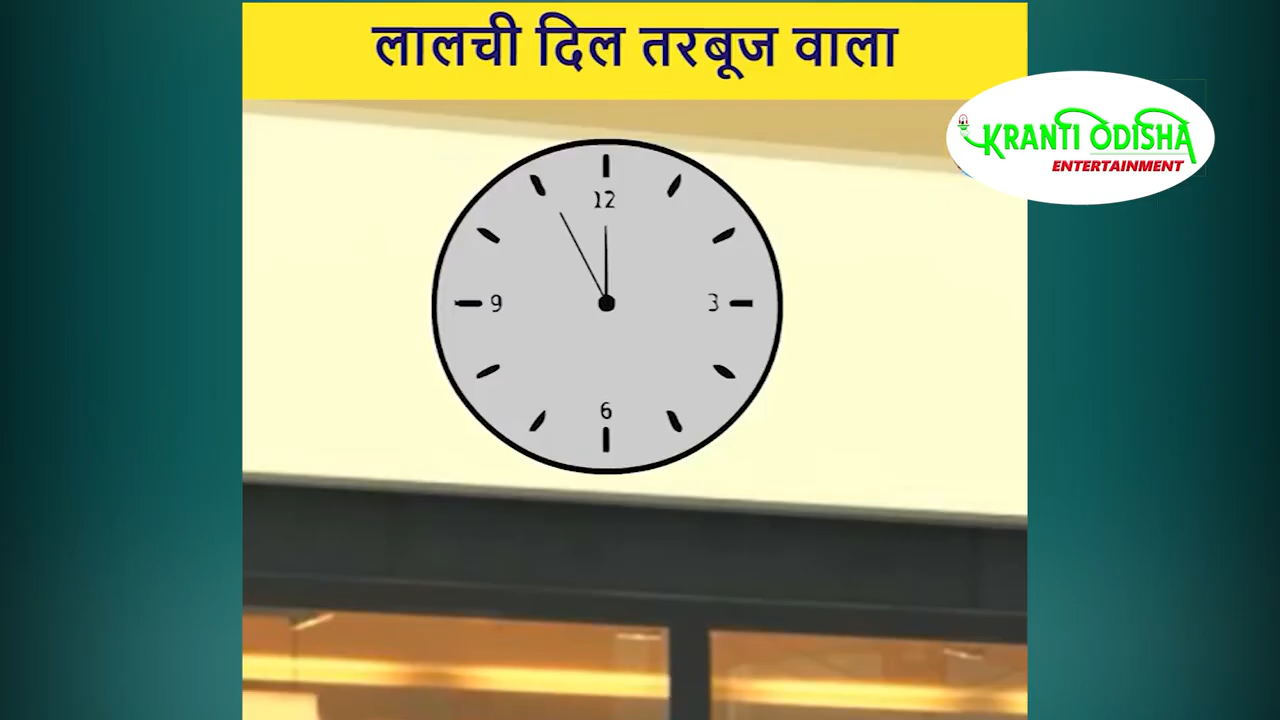 लालची दिल तरबूज वाला
KRANTI ODISHA
ENTERTAINMENT
12
9
3
6